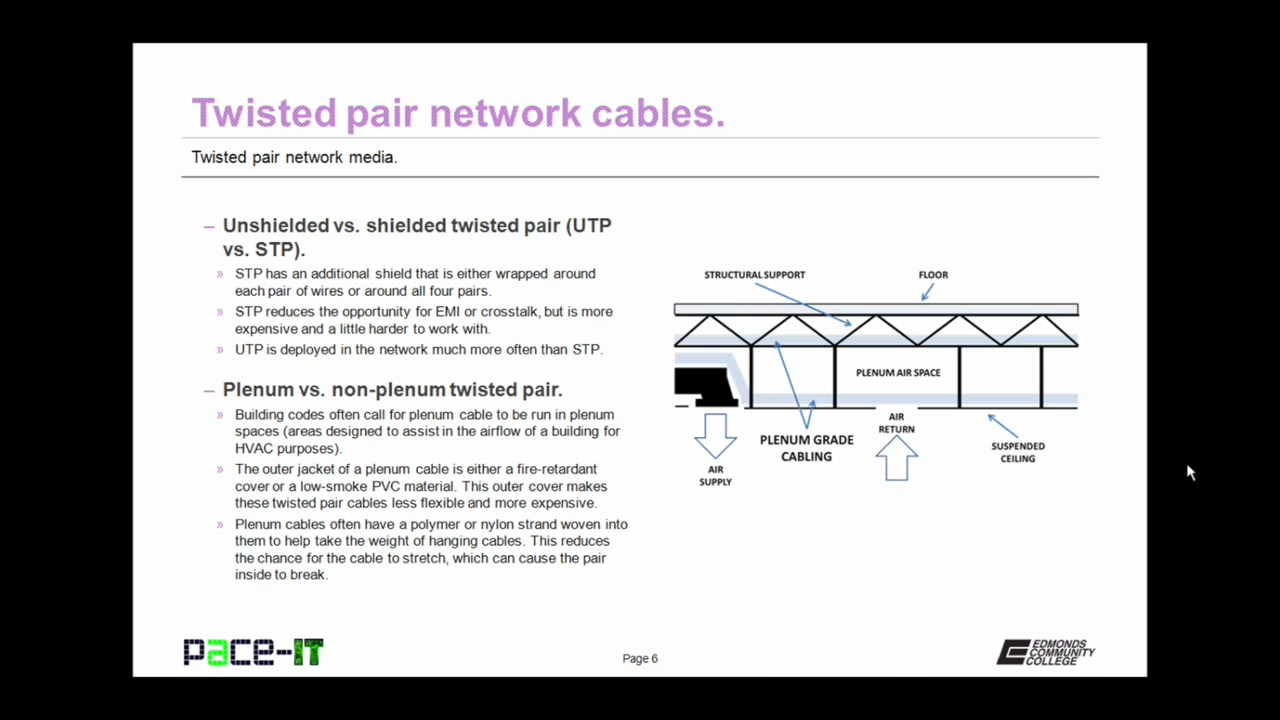 Twisted pair network cables.
Twisted pair network media.
– Unshielded vs. shielded twisted pair (UTP
vs. STP).
» STP has an additional shield that is either wrapped around
each pair of wires or around all four pairs.
» STP reduces the opportunity for EMI or crosstalk, but is more
expensive and a little harder to work with.
» UTP is deployed in the network much more often than STP.
– Plenum vs. non-plenum twisted pair.
» Building codes often call for plenum cable to be run in plenum
spaces (areas designed to assist in the airflow of a building for
HVAC purposes).
» The outer jacket of a plenum cable is either a fire-retardant
cover or a low-smoke PVC material. This outer cover makes
these twisted pair cables less flexible and more expensive.
» Plenum cables often have a polymer or nylon strand woven into
them to help take the weight of hanging cables. This reduces
the chance for the cable to stretch, which can cause the pair
inside to break.
STRUCTURAL SUPPORT
FLOOR
PLENUM AIR SPACE
AIR
RETURN
PLENUM GRADE
CABLING
SUSPENDED
CEILING
AIR
SUPPLY
pace-IT
Page 6
EDMONDS
COMMUNITY
COLLEGE